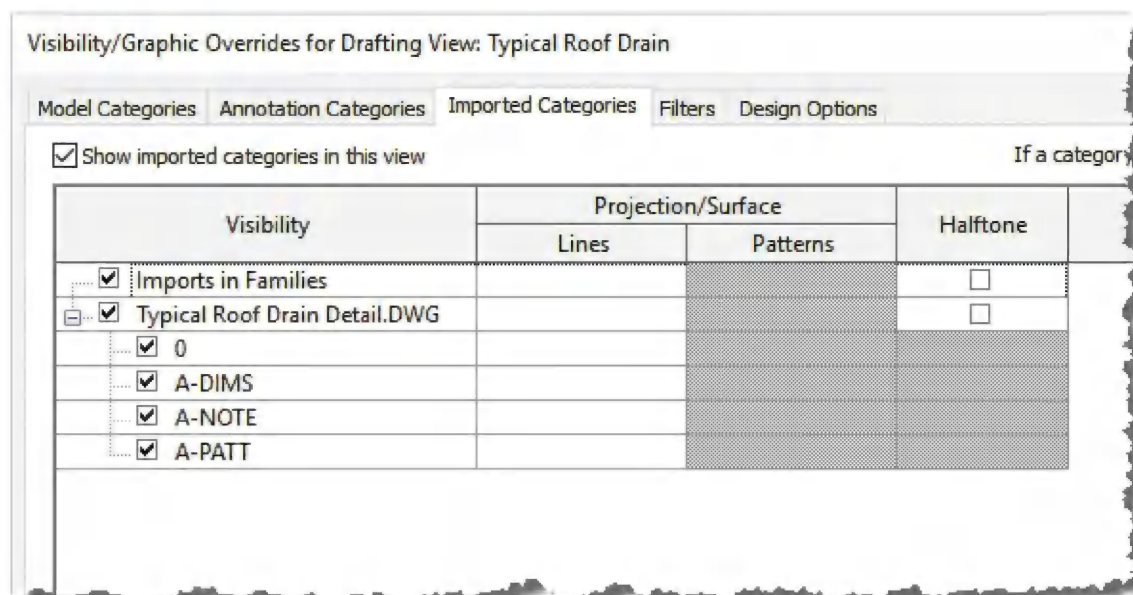 Visibility/Graphic Overrides for Drafting View: Typical Roof Drain
Model Categories Annotation Categories Imported Categories Filters Design Options
Show imported categories in this view If a category
Visibility Projection/Surface Halftone
Lines Patterns
Imports in Families
Typical Roof Drain Detail.DWG
0
A-DIMS
A-NOTE
A-PATT